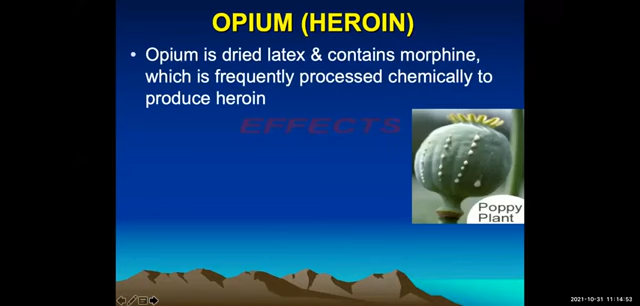 OPIUM (HEROIN)
• Opium is dried latex & contains morphine,
which is frequently processed chemically to
produce heroin
EFFECTS
Poppy
Plant
2021-10-31 11:14:53